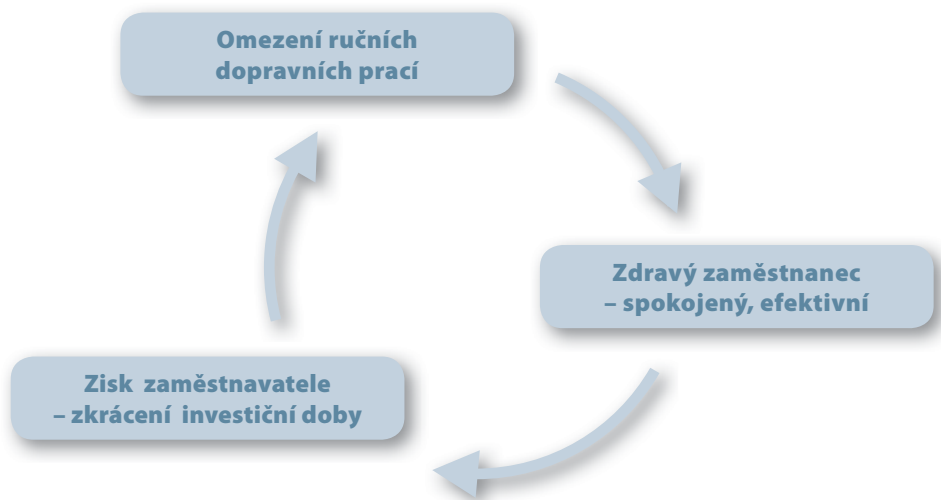 Omezení ručních
dopravních prací
Zdravý zaměstnanec
– spokojený, efektivní
Zisk zaměstnavatele
– zkrácení investiční doby